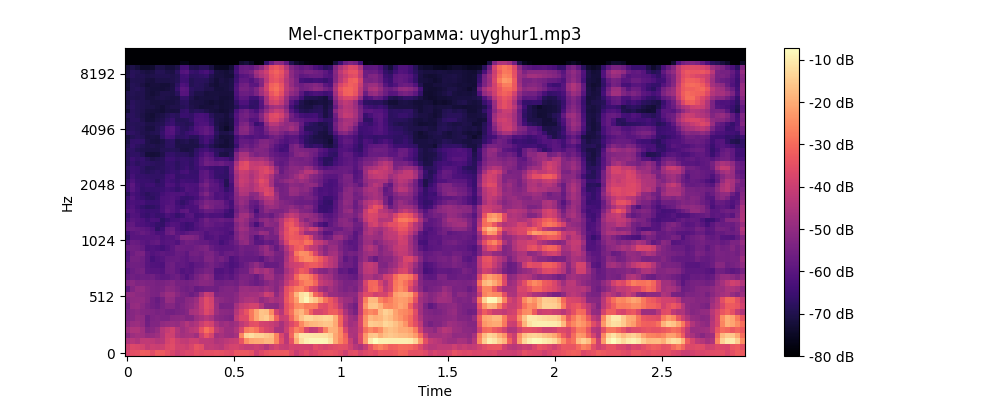 Mel-спектрограмма: uyghur1.mp3
Hz
8192
4096
2048
1024
512
0
0
0.5
1
1.5
2
2.5
Time
-10 dB
-20 dB
-30 dB
-40 dB
-50 dB
-60 dB
-70 dB
-80 dB